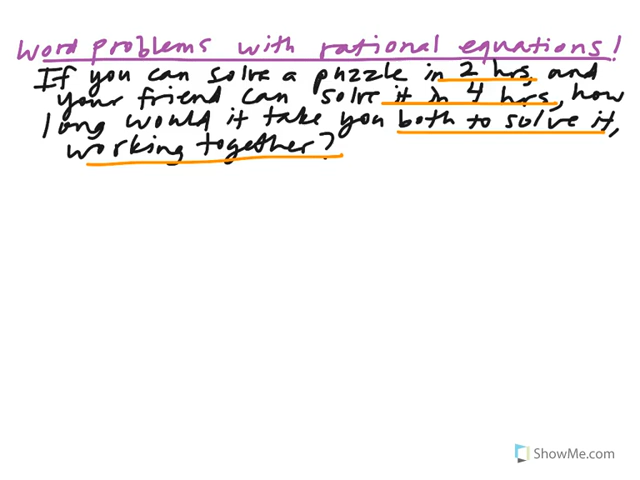 Word problems with rational equations!
If you can solve a puzzle in 2 hrs, and
your friend can solve it in 4 hrs, how
long would it take you both to solve it,
working together?
ShowMe.com